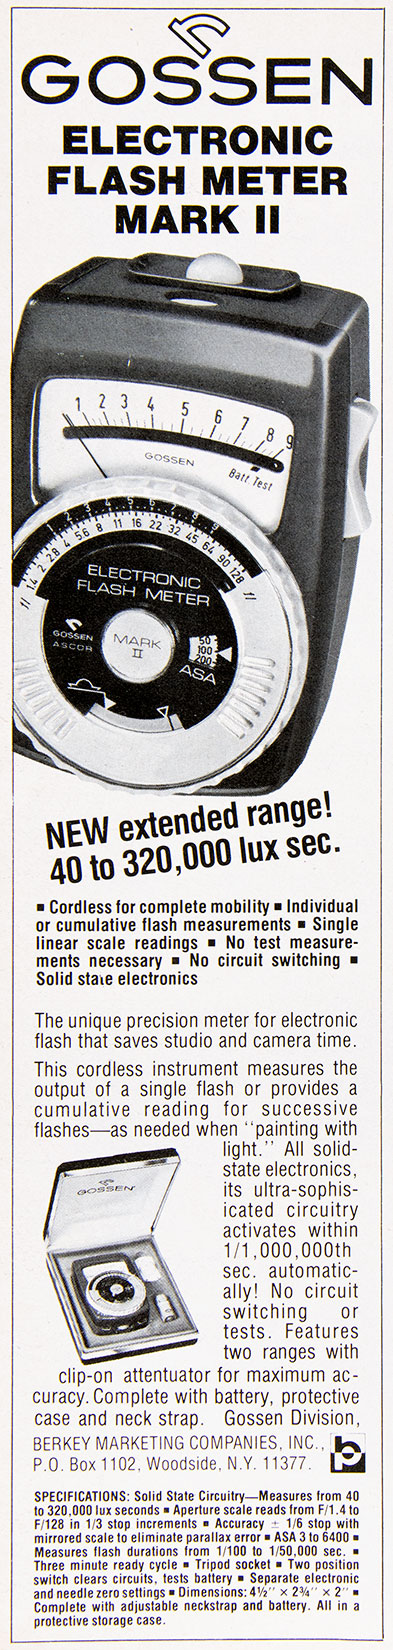 GOSSEN
ELECTRONIC
FLASH METER
MARK II
1 2 3 4 5 6 7 8 9
GOSSEN
Batt. Test
1 2 3 4 5 6 7 8 9
f/ 1.4 2 2.8 4 5.6 8 11 16 22 32 45 64 90 128 f/
ELECTRONIC
FLASH METER
GOSSEN
ASCOR
MARK
II
50
100
200
ASA
NEW extended range!
40 to 320,000 lux sec.
▪ Cordless for complete mobility ▪ Individual
or cumulative flash measurements ▪ Single
linear scale readings ▪ No test measure-
ments necessary ▪ No circuit switching ▪
Solid state electronics
The unique precision meter for electronic
flash that saves studio and camera time.
This cordless instrument measures the
output of a single flash or provides a
cumulative reading for successive
flashes—as needed when "painting with
light." All solid-
state electronics,
its ultra-sophis-
icated circuitry
activates within
1/1,000,000th
sec. automatic-
ally! No circuit
switching or
tests. Features
two ranges with
clip-on attentuator for maximum ac-
curacy. Complete with battery, protective
case and neck strap. Gossen Division,
BERKEY MARKETING COMPANIES, INC.,
P.O. Box 1102, Woodside, N.Y. 11377.
GOSSEN
SPECIFICATIONS: Solid State Circuitry—Measures from 40
to 320,000 lux seconds ▪ Aperture scale reads from F/1.4 to
F/128 in 1/3 stop increments ▪ Accuracy ± 1/6 stop with
mirrored scale to eliminate parallax error ▪ ASA 3 to 6400 ▪
Measures flash durations from 1/100 to 1/50,000 sec. ▪
Three minute ready cycle ▪ Tripod socket ▪ Two position
switch clears circuits, tests battery ▪ Separate electronic
and needle zero settings ▪ Dimensions: 4½" × 2¾" × 2" ▪
Complete with adjustable neckstrap and battery. All in a
protective storage case.